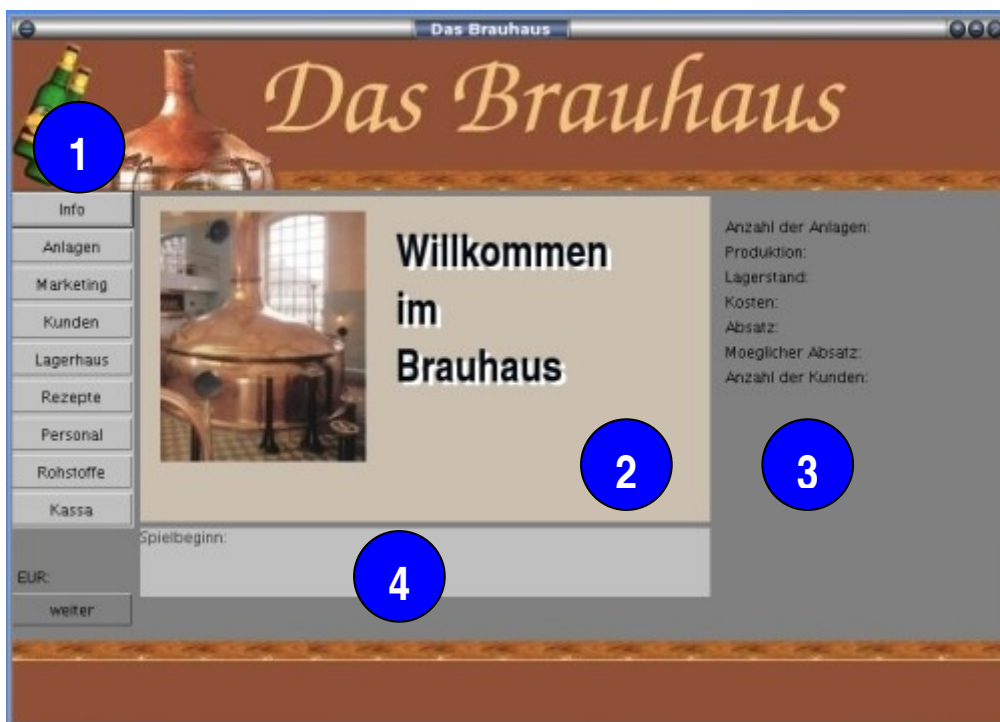 Das Brauhaus
Das Brauhaus
1
Info
Anlagen
Marketing
Kunden
Lagerhaus
Rezepte
Personal
Rohstoffe
Kassa
EUR:
weiter
Willkommen
im
Brauhaus
2
Anzahl der Anlagen:
Produktion:
Lagerstand:
Kosten:
Absatz:
Moeglicher Absatz:
Anzahl der Kunden:
3
Spielbeginn:
4